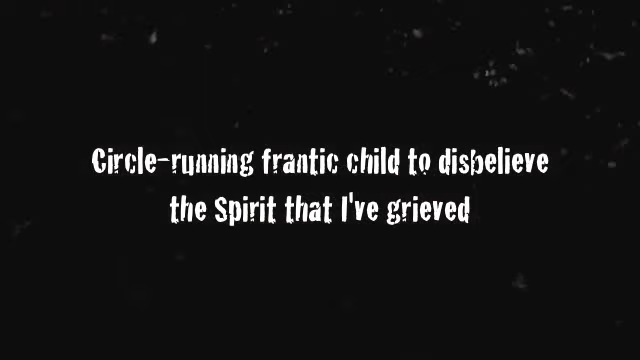 Circle-running frantic child to disbelieve
the Spirit that I've grieved